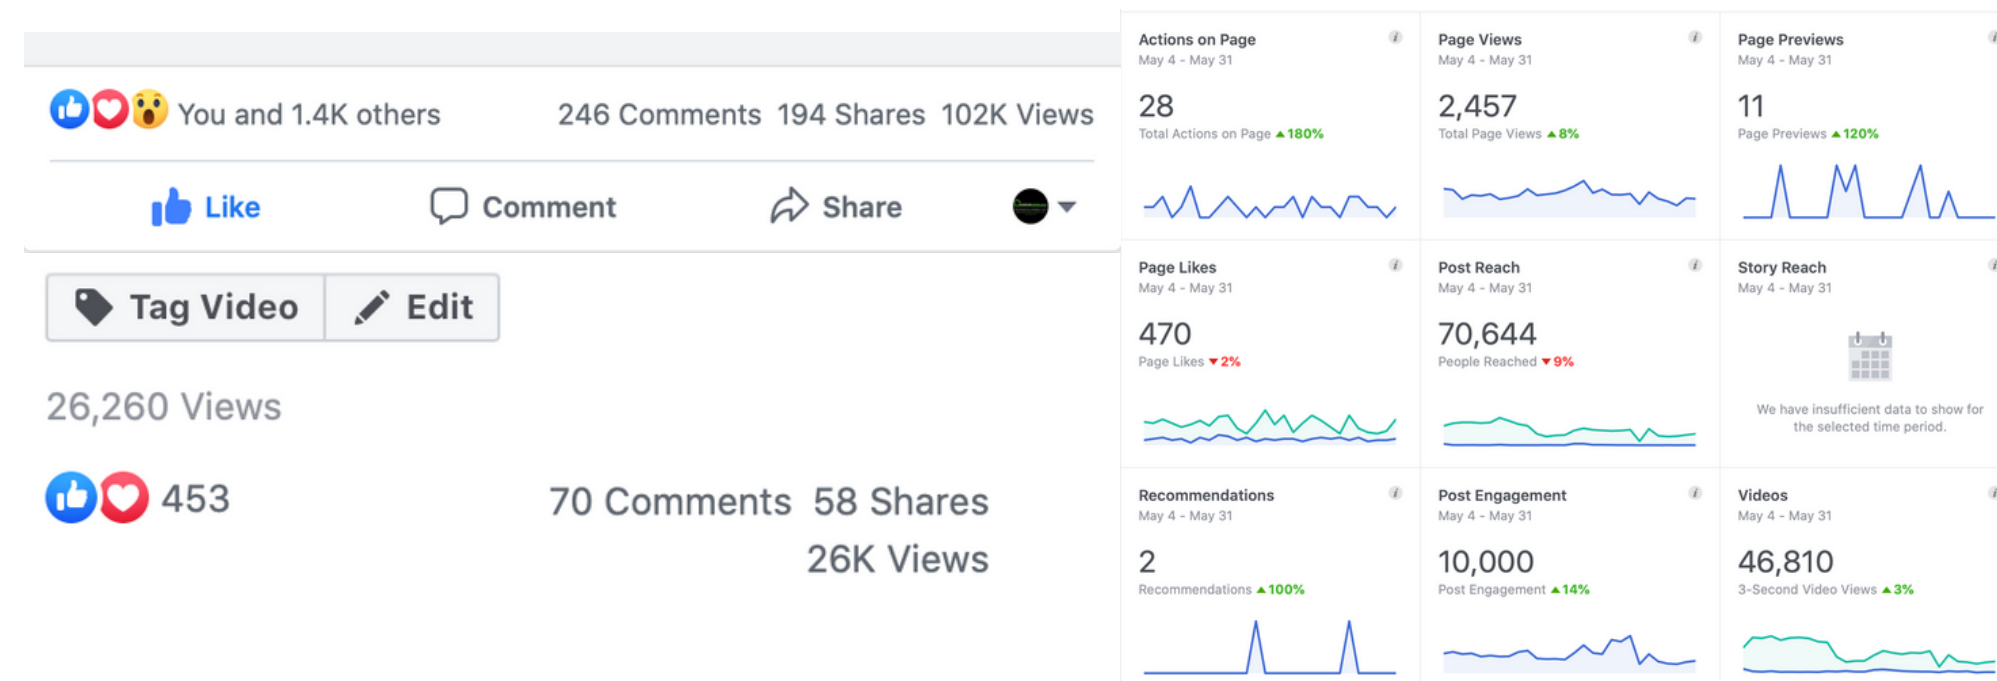 You and 1.4K others 246 Comments 194 Shares 102K Views
Like Comment Share
Tag Video Edit
26,260 Views
453 70 Comments 58 Shares
26K Views
Actions on Page
May 4 - May 31
28
Total Actions on Page ▲180%
Page Views
May 4 - May 31
2,457
Total Page Views ▲8%
Page Previews
May 4 - May 31
11
Page Previews ▲120%
Page Likes
May 4 - May 31
470
Page Likes ▼2%
Post Reach
May 4 - May 31
70,644
People Reached ▼9%
Story Reach
May 4 - May 31
We have insufficient data to show for
the selected time period.
Recommendations
May 4 - May 31
2
Recommendations ▲100%
Post Engagement
May 4 - May 31
10,000
Post Engagement ▲14%
Videos
May 4 - May 31
46,810
3-Second Video Views ▲3%